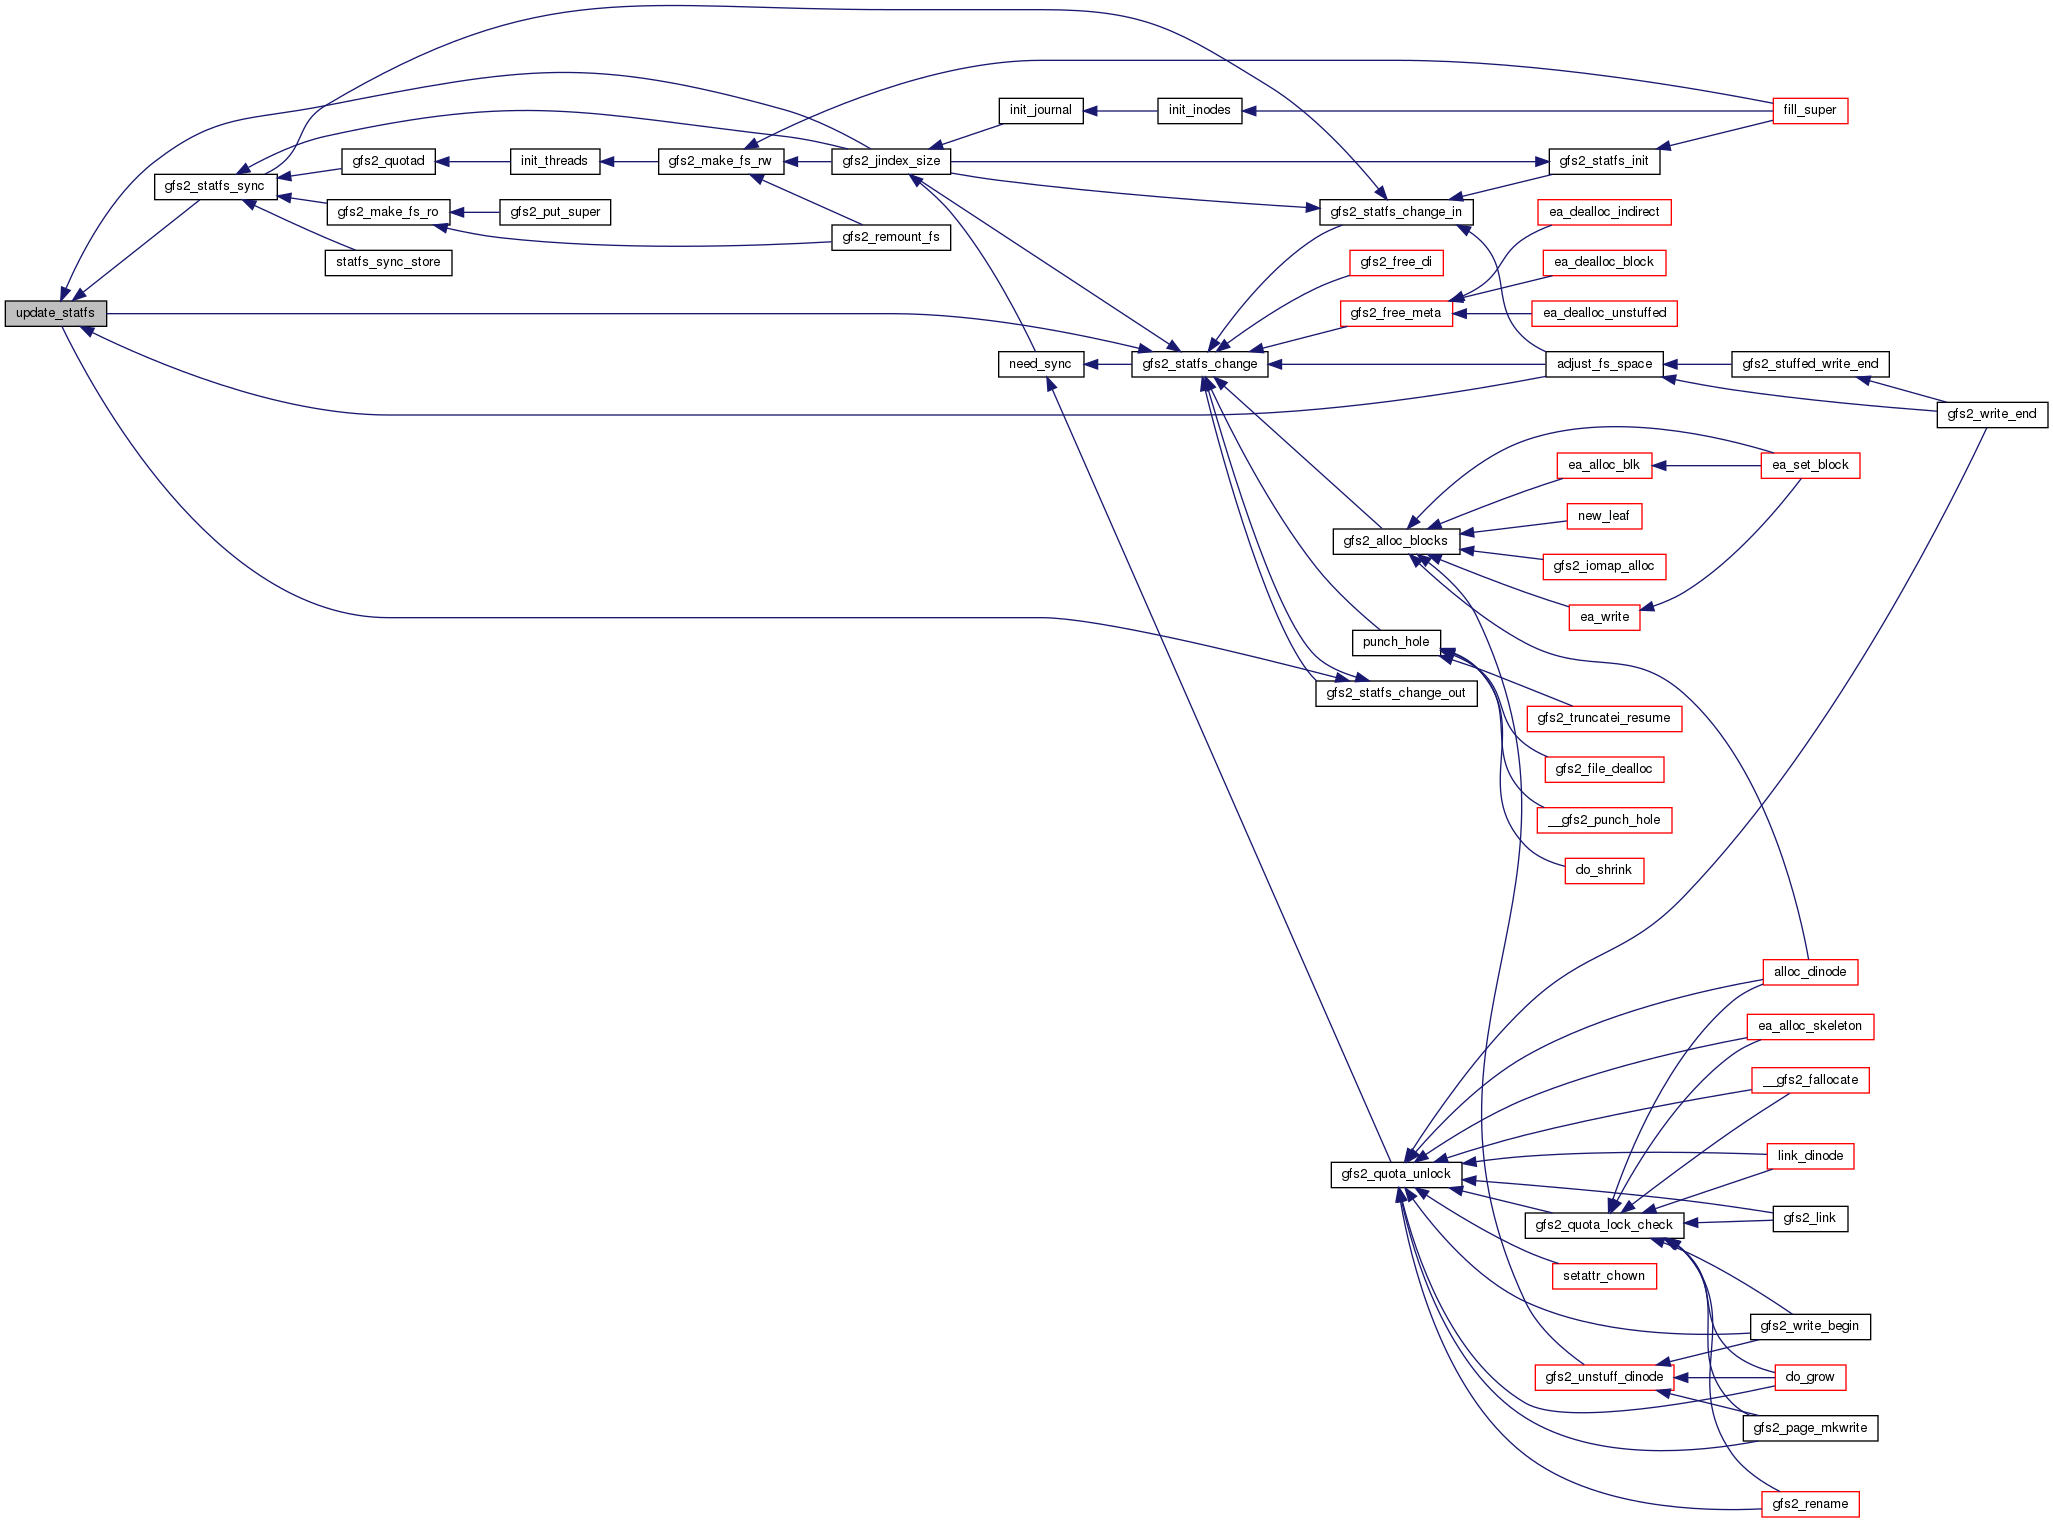 init_journal
init_inodes
fill_super
gfs2_quotad
init_threads
gfs2_make_fs_rw
gfs2_jindex_size
gfs2_statfs_init
gfs2_statfs_sync
gfs2_make_fs_ro
gfs2_put_super
gfs2_statfs_change_in
ea_dealloc_indirect
gfs2_remount_fs
statfs_sync_store
gfs2_free_di
ea_dealloc_block
update_statfs
gfs2_free_meta
ea_dealloc_unstuffed
need_sync
gfs2_statfs_change
adjust_fs_space
gfs2_stuffed_write_end
gfs2_write_end
ea_alloc_blk
ea_set_block
new_leaf
gfs2_alloc_blocks
gfs2_iomap_alloc
ea_write
punch_hole
gfs2_statfs_change_out
gfs2_truncatei_resume
gfs2_file_dealloc
__gfs2_punch_hole
do_shrink
alloc_dinode
ea_alloc_skeleton
__gfs2_fallocate
link_dinode
gfs2_quota_unlock
gfs2_link
gfs2_quota_lock_check
setattr_chown
gfs2_write_begin
gfs2_unstuff_dinode
do_grow
gfs2_page_mkwrite
gfs2_rename